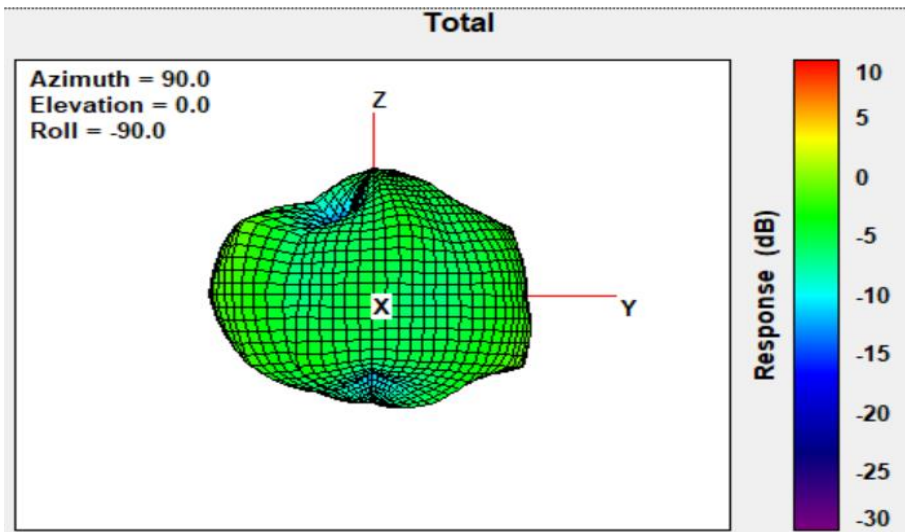 Total
Azimuth = 90.0
Elevation = 0.0
Roll = -90.0
Z
X
Y
Response (dB)
10
5
0
-5
-10
-15
-20
-25
-30